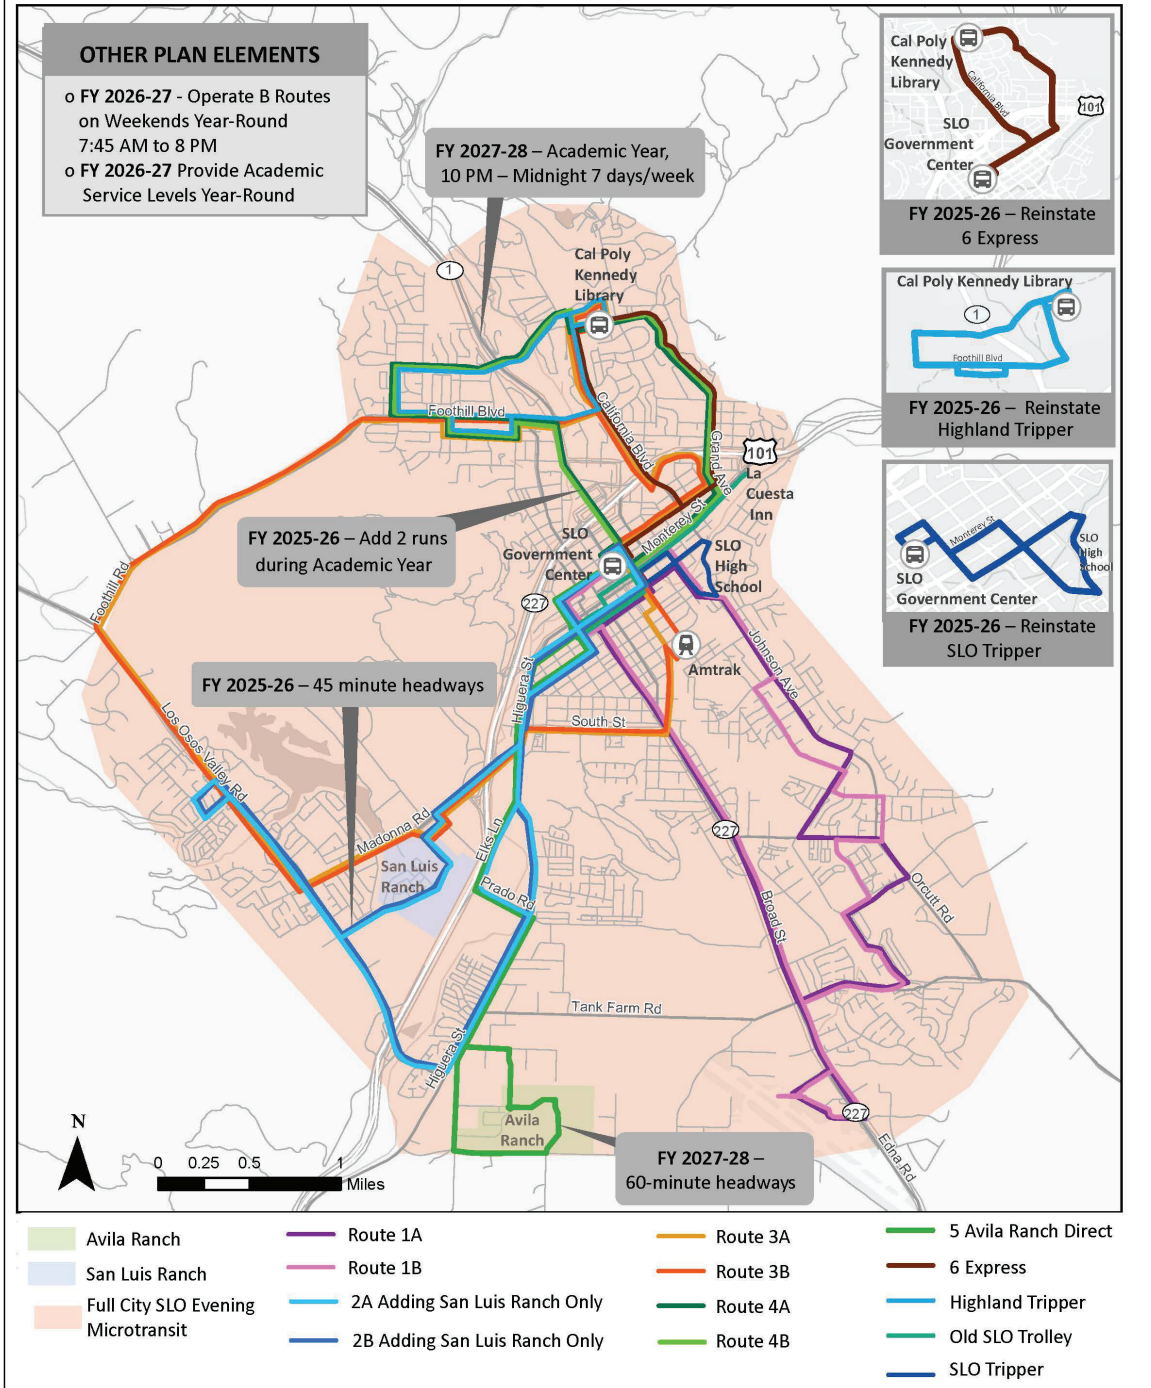 OTHER PLAN ELEMENTS
o FY 2026-27 - Operate B Routes
on Weekends Year-Round
7:45 AM to 8 PM
o FY 2026-27 Provide Academic
Service Levels Year-Round
FY 2027-28 – Academic Year,
10 PM – Midnight 7 days/week
Cal Poly
Kennedy
Library
California Blvd
101
SLO
Government
Center
FY 2025-26 – Reinstate
6 Express
Cal Poly Kennedy Library
1
Foothill Blvd
FY 2025-26 – Reinstate
Highland Tripper
Monterey St
SLO
High
School
SLO
Government Center
FY 2025-26 – Reinstate
SLO Tripper
1
Cal Poly
Kennedy
Library
Foothill Blvd
California Blvd
Grand Ave
101
La
Cuesta
Inn
Monterey St
FY 2025-26 – Add 2 runs
during Academic Year
SLO
Government
Center
SLO
High
School
227
Foothill Rd
Johnson Ave
Amtrak
FY 2025-26 – 45 minute headways
Higuera St
South St
Los Osos Valley Rd
Madonna Rd
Elks Ln
227
San Luis
Ranch
Prado Rd
Broad St
Orcutt Rd
Tank Farm Rd
Higuera St
Avila
Ranch
227
Edna Rd
FY 2027-28 –
60-minute headways
N
0 0.25 0.5 1
Miles
Avila Ranch
San Luis Ranch
Full City SLO Evening
Microtransit
Route 1A
Route 1B
2A Adding San Luis Ranch Only
2B Adding San Luis Ranch Only
Route 3A
Route 3B
Route 4A
Route 4B
5 Avila Ranch Direct
6 Express
Highland Tripper
Old SLO Trolley
SLO Tripper